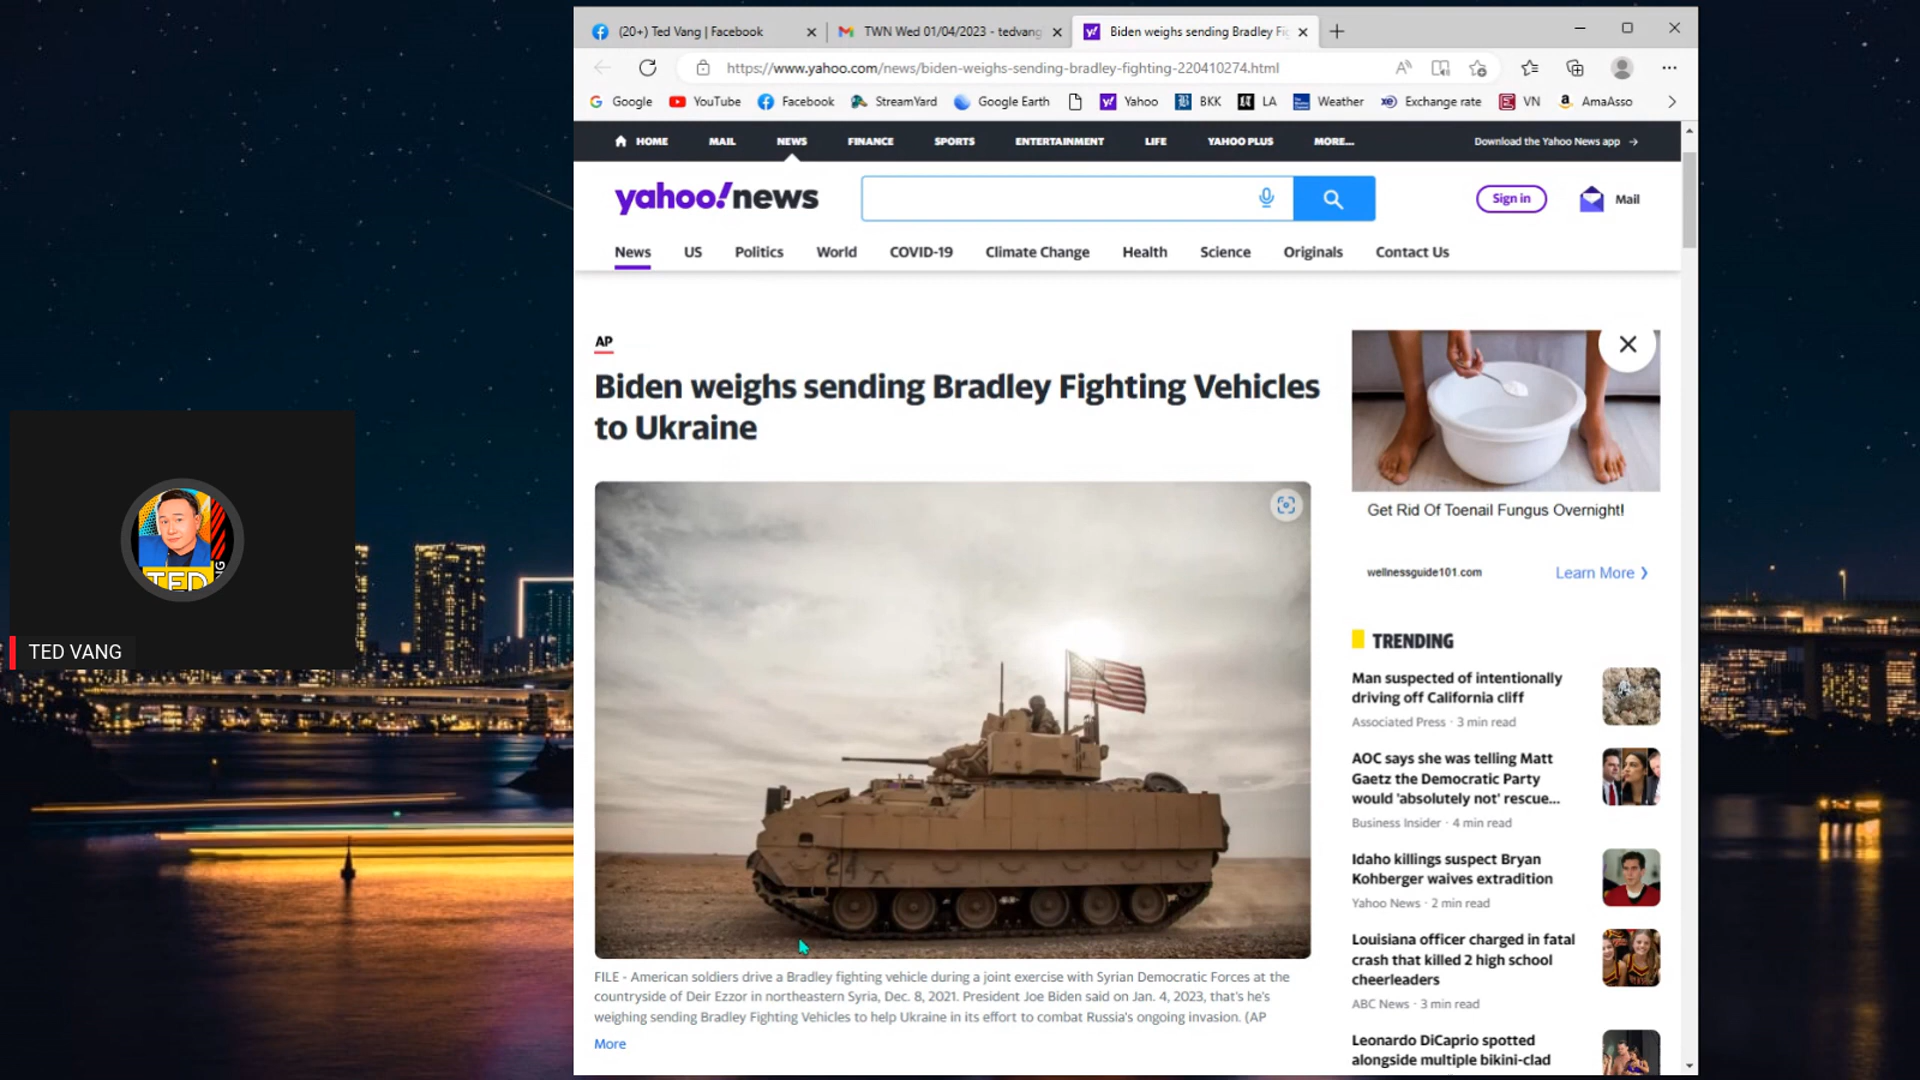 (20+) Ted Vang | Facebook
TWN Wed 01/04/2023 - tedvang
Biden weighs sending Bradley Fi
https://www.yahoo.com/news/biden-weighs-sending-bradley-fighting-220410274.html
Google YouTube Facebook StreamYard Google Earth Yahoo BKK LA Weather Exchange rate VN AmaAsso
HOME MAIL NEWS FINANCE SPORTS ENTERTAINMENT LIFE YAHOO PLUS MORE... Download the Yahoo News app →
yahoo!news
Sign in
Mail
News US Politics World COVID-19 Climate Change Health Science Originals Contact Us
AP
Biden weighs sending Bradley Fighting Vehicles
to Ukraine
24
FILE - American soldiers drive a Bradley fighting vehicle during a joint exercise with Syrian Democratic Forces at the
countryside of Deir Ezzor in northeastern Syria, Dec. 8, 2021. President Joe Biden said on Jan. 4, 2023, that's he's
weighing sending Bradley Fighting Vehicles to help Ukraine in its effort to combat Russia's ongoing invasion. (AP
More
Get Rid Of Toenail Fungus Overnight!
wellnessguide101.com
Learn More
TRENDING
Man suspected of intentionally
driving off California cliff
Associated Press · 3 min read
AOC says she was telling Matt
Gaetz the Democratic Party
would 'absolutely not' rescue...
Business Insider · 4 min read
Idaho killings suspect Bryan
Kohberger waives extradition
Yahoo News · 2 min read
Louisiana officer charged in fatal
crash that killed 2 high school
cheerleaders
ABC News · 3 min read
Leonardo DiCaprio spotted
alongside multiple bikini-clad
TED
TED VANG